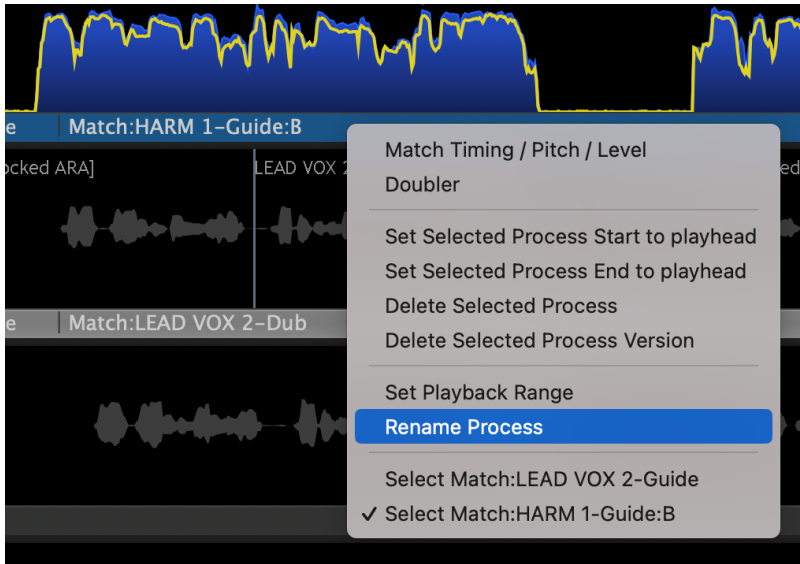 e Match:HARM 1-Guide:B
ocked ARA] LEAD VOX 2
Match Timing / Pitch / Level
Doubler
Set Selected Process Start to playhead
Set Selected Process End to playhead
Delete Selected Process
Delete Selected Process Version
e Match:LEAD VOX 2-Dub
Set Playback Range
Rename Process
Select Match:LEAD VOX 2-Guide
✓ Select Match:HARM 1-Guide:B